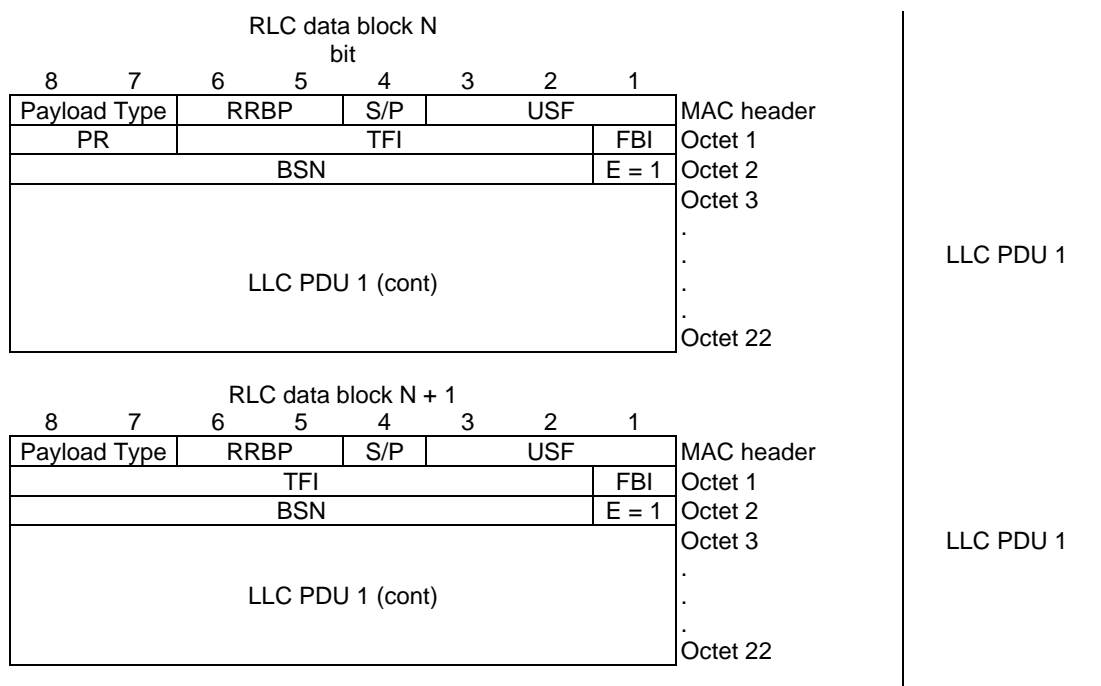 RLC data block N
bit
8 7 6 5 4 3 2 1
Payload Type RRBP S/P USF MAC header
PR TFI FBI Octet 1
BSN E = 1 Octet 2
Octet 3
.
. LLC PDU 1
LLC PDU 1 (cont) .
.
Octet 22
RLC data block N + 1
8 7 6 5 4 3 2 1
Payload Type RRBP S/P USF MAC header
TFI FBI Octet 1
BSN E = 1 Octet 2
Octet 3 LLC PDU 1
.
LLC PDU 1 (cont) .
.
Octet 22